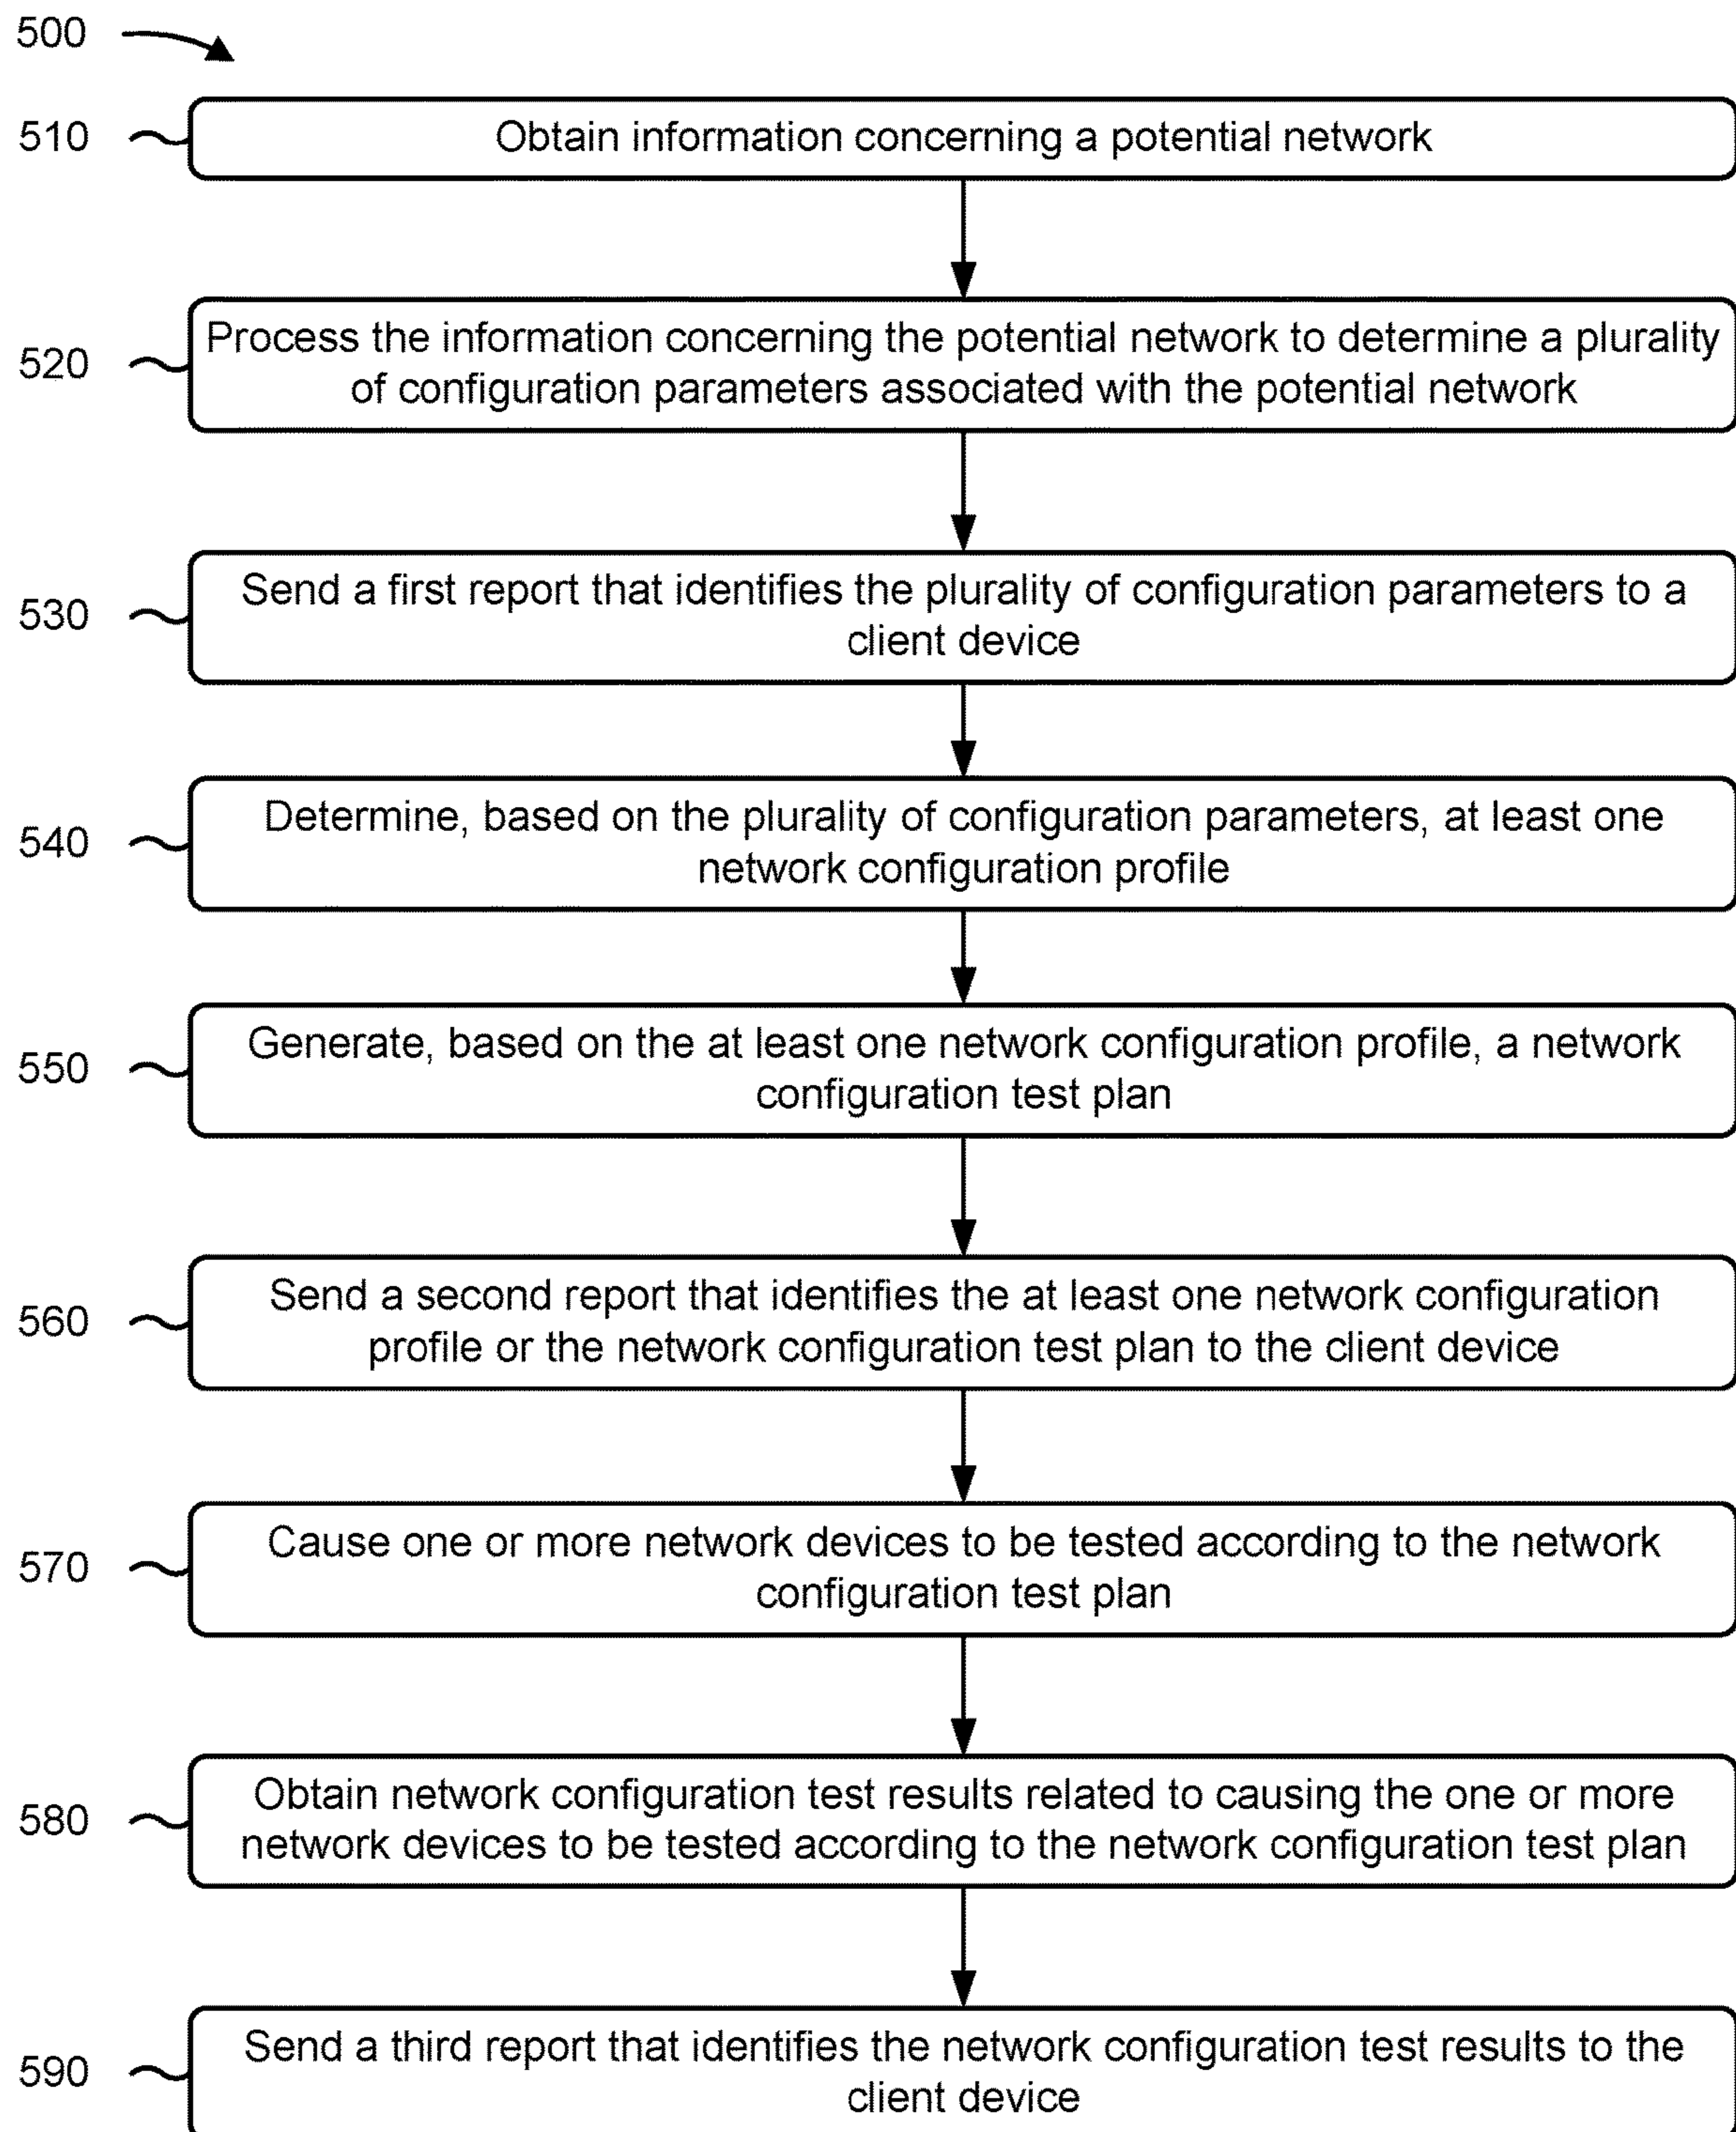 500
510
Obtain information concerning a potential network
520
Process the information concerning the potential network to determine a plurality
of configuration parameters associated with the potential network
530
Send a first report that identifies the plurality of configuration parameters to a
client device
540
Determine, based on the plurality of configuration parameters, at least one
network configuration profile
550
Generate, based on the at least one network configuration profile, a network
configuration test plan
560
Send a second report that identifies the at least one network configuration
profile or the network configuration test plan to the client device
570
Cause one or more network devices to be tested according to the network
configuration test plan
580
Obtain network configuration test results related to causing the one or more
network devices to be tested according to the network configuration test plan
590
Send a third report that identifies the network configuration test results to the
client device